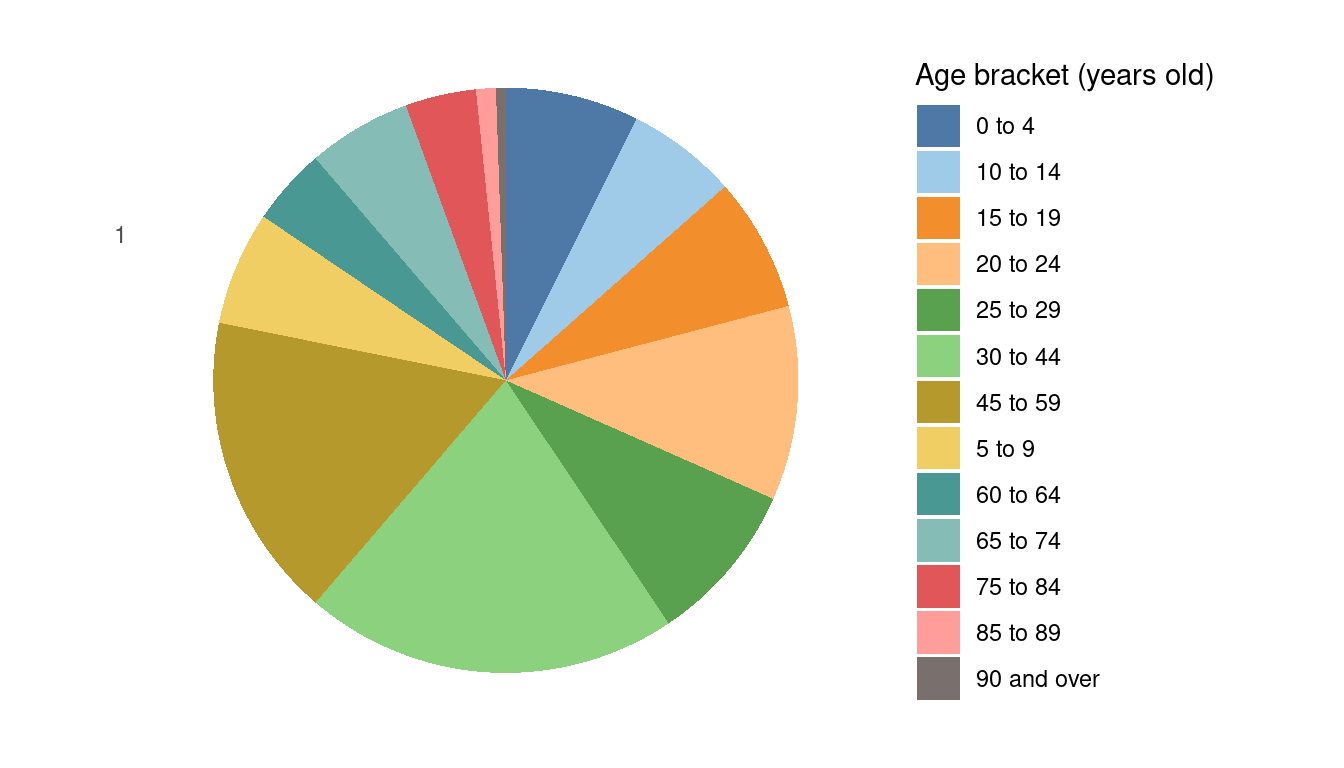 1
Age bracket (years old)
0 to 4
10 to 14
15 to 19
20 to 24
25 to 29
30 to 44
45 to 59
5 to 9
60 to 64
65 to 74
75 to 84
85 to 89
90 and over